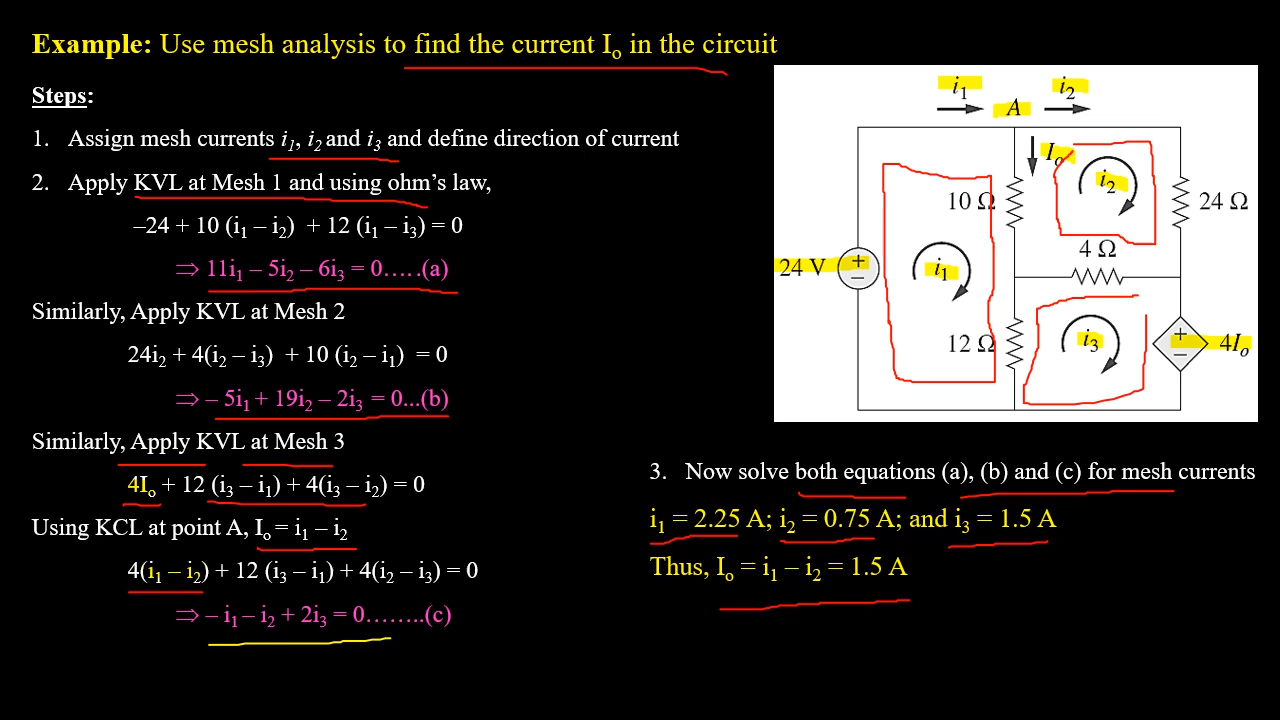 Example: Use mesh analysis to find the current Iₒ in the circuit
Steps:
1. Assign mesh currents i₁, i₂ and i₃ and define direction of current
2. Apply KVL at Mesh 1 and using ohm’s law,
–24 + 10 (i₁ – i₂) + 12 (i₁ – i₃) = 0
⇒ 11i₁ – 5i₂ – 6i₃ = 0…..(a)
Similarly, Apply KVL at Mesh 2
24i₂ + 4(i₂ – i₃) + 10 (i₂ – i₁) = 0
⇒ – 5i₁ + 19i₂ – 2i₃ = 0...(b)
Similarly, Apply KVL at Mesh 3
4Iₒ + 12 (i₃ – i₁) + 4(i₃ – i₂) = 0
Using KCL at point A, Iₒ = i₁ – i₂
4(i₁ – i₂) + 12 (i₃ – i₁) + 4(i₂ – i₃) = 0
⇒ – i₁ – i₂ + 2i₃ = 0……..(c)
i₁ A i₂
Iₒ
i₂
10 Ω
24 Ω
4 Ω
24 V + –
i₁
12 Ω
i₃
+ – 4Iₒ
3. Now solve both equations (a), (b) and (c) for mesh currents
i₁ = 2.25 A; i₂ = 0.75 A; and i₃ = 1.5 A
Thus, Iₒ = i₁ – i₂ = 1.5 A